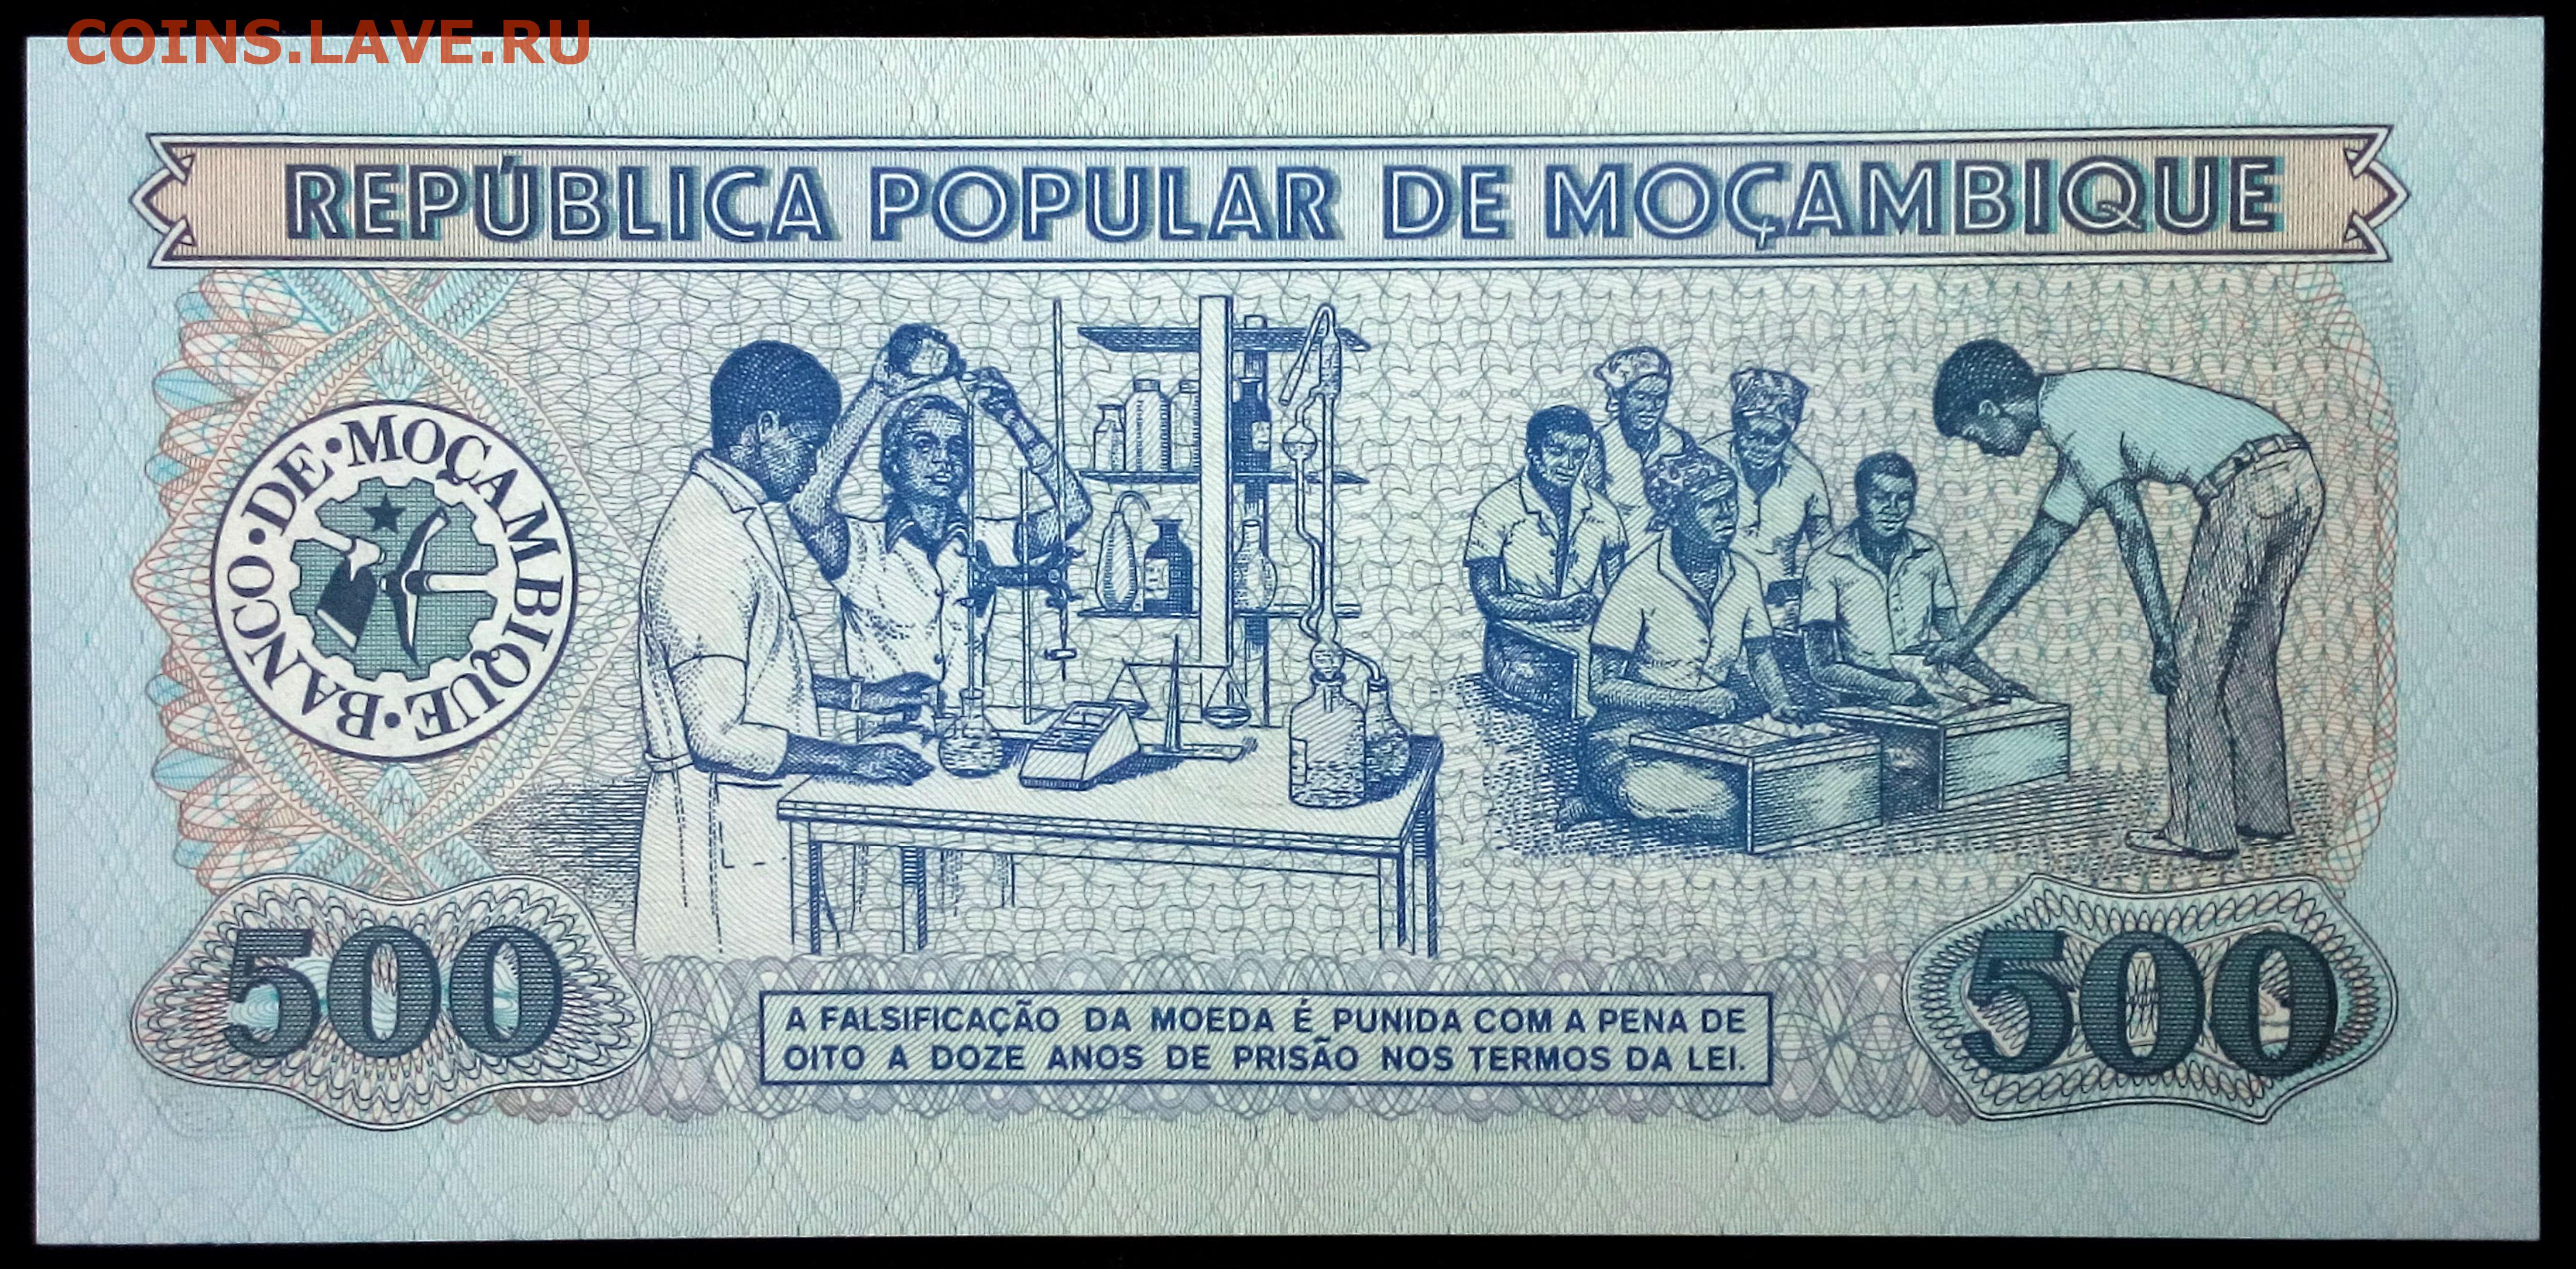 COINS.LAVE.RU
REPÚBLICA POPULAR DE MOÇAMBIQUE
BANCO·DE·MOÇAMBIQUE·
500
500
A FALSIFICAÇÃO DA MOEDA É PUNIDA COM A PENA DE
OITO A DOZE ANOS DE PRISÃO NOS TERMOS DA LEI.